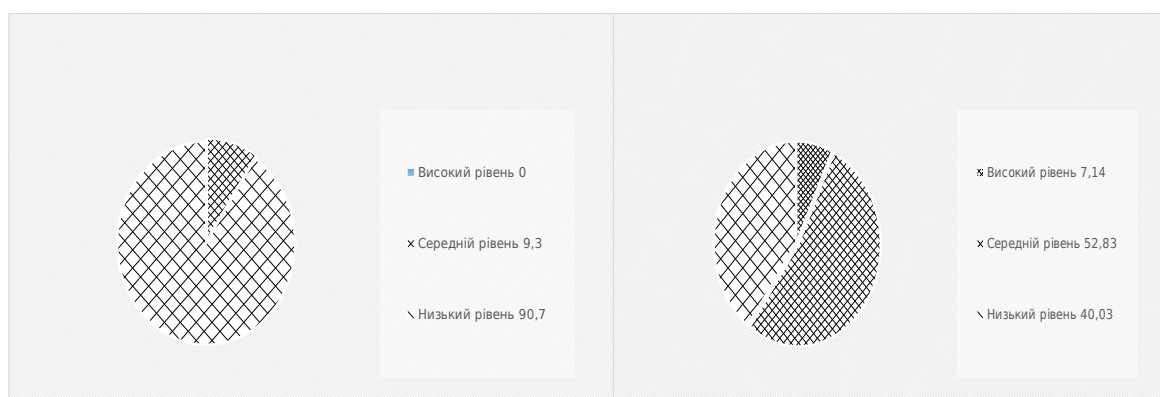 Високий рівень 0
Середній рівень 9,3
Низький рівень 90,7
Високий рівень 7,14
Середній рівень 52,83
Низький рівень 40,03